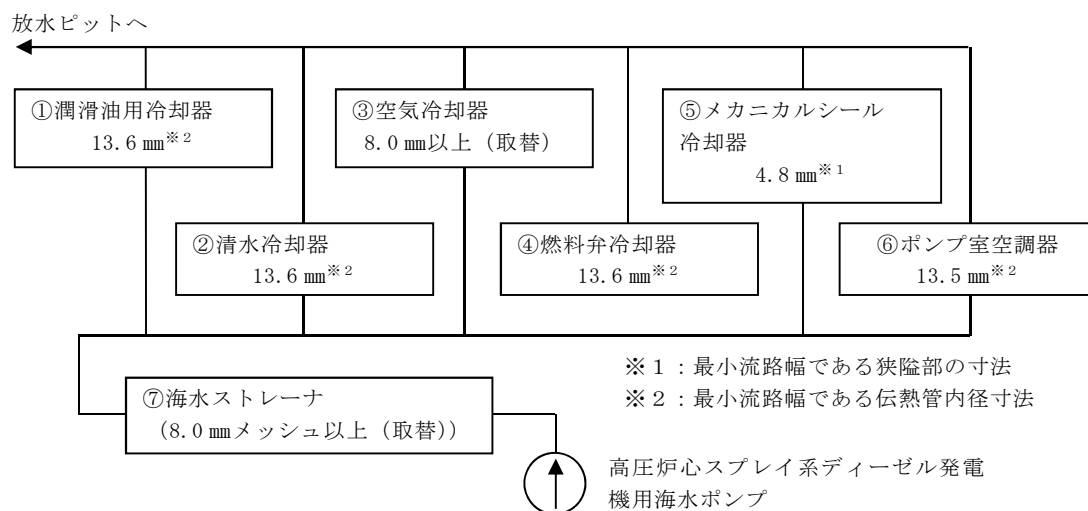 放水ピットへ
①潤滑油用冷却器
13.6 ㎜※2
③空気冷却器
8.0 ㎜以上（取替）
⑤メカニカルシール
冷却器
4.8 ㎜※1
②清水冷却器
13.6 ㎜※2
④燃料弁冷却器
13.6 ㎜※2
⑥ポンプ室空調器
13.5 ㎜※2
※1：最小流路幅である狭隘部の寸法
※2：最小流路幅である伝熱管内径寸法
⑦海水ストレーナ
（8.0 ㎜メッシュ以上（取替））
高圧炉心スプレイ系ディーゼル発電
機用海水ポンプ